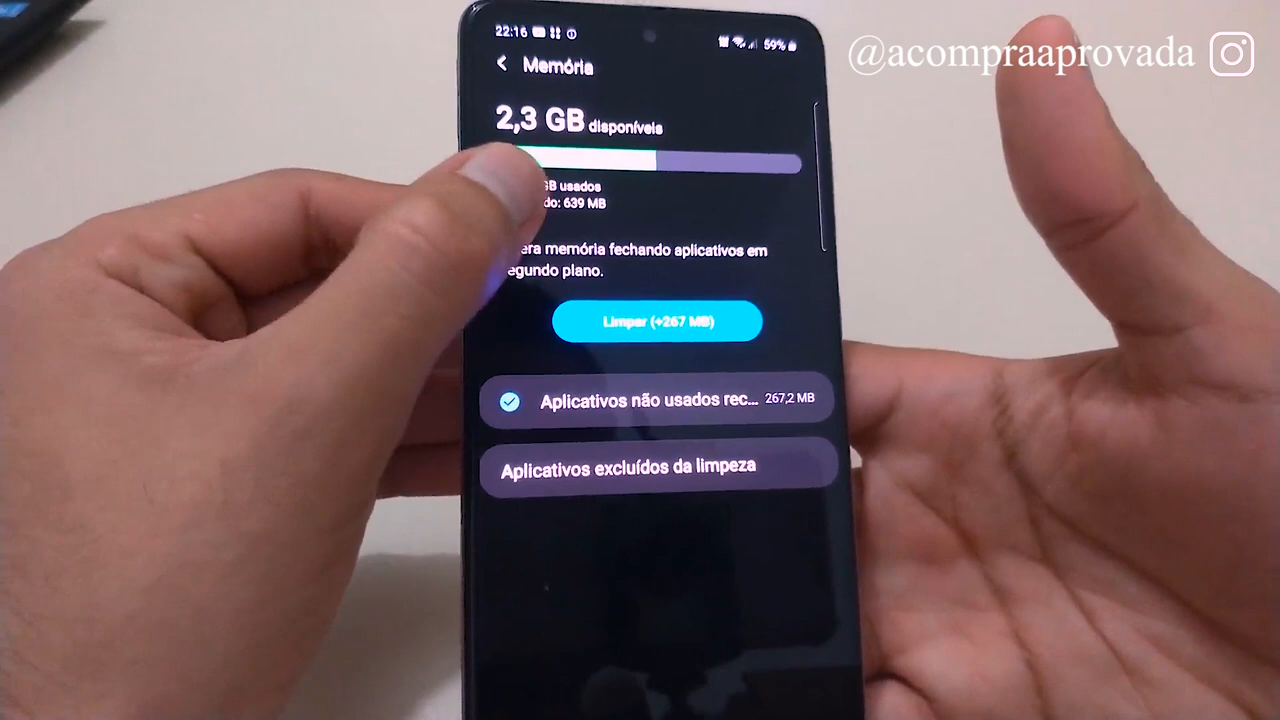 22:16
59%
@acompraaprovada
Memória
2,3 GB disponíveis
GB usados
do: 639 MB
era memória fechando aplicativos em
egundo plano.
Limpar (+267 MB)
Aplicativos não usados rec... 267,2 MB
Aplicativos excluídos da limpeza